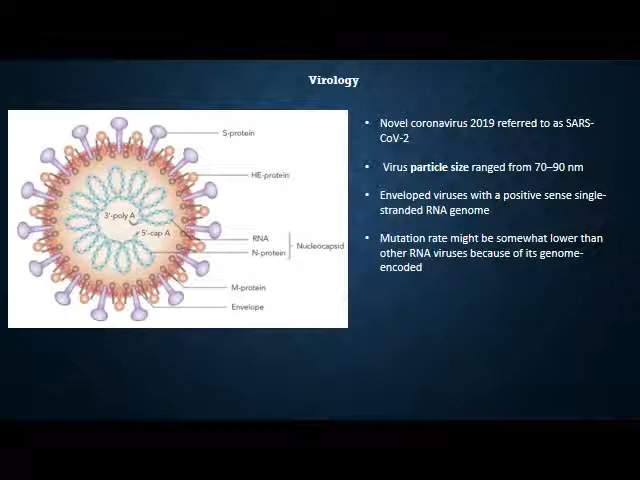 Virology
S-protein
HE-protein
3'-poly A
5'-cap A
RNA
Nucleocapsid
N-protein
M-protein
Envelope
• Novel coronavirus 2019 referred to as SARS-
CoV-2
• Virus particle size ranged from 70–90 nm
• Enveloped viruses with a positive sense single-
stranded RNA genome
• Mutation rate might be somewhat lower than
other RNA viruses because of its genome-
encoded